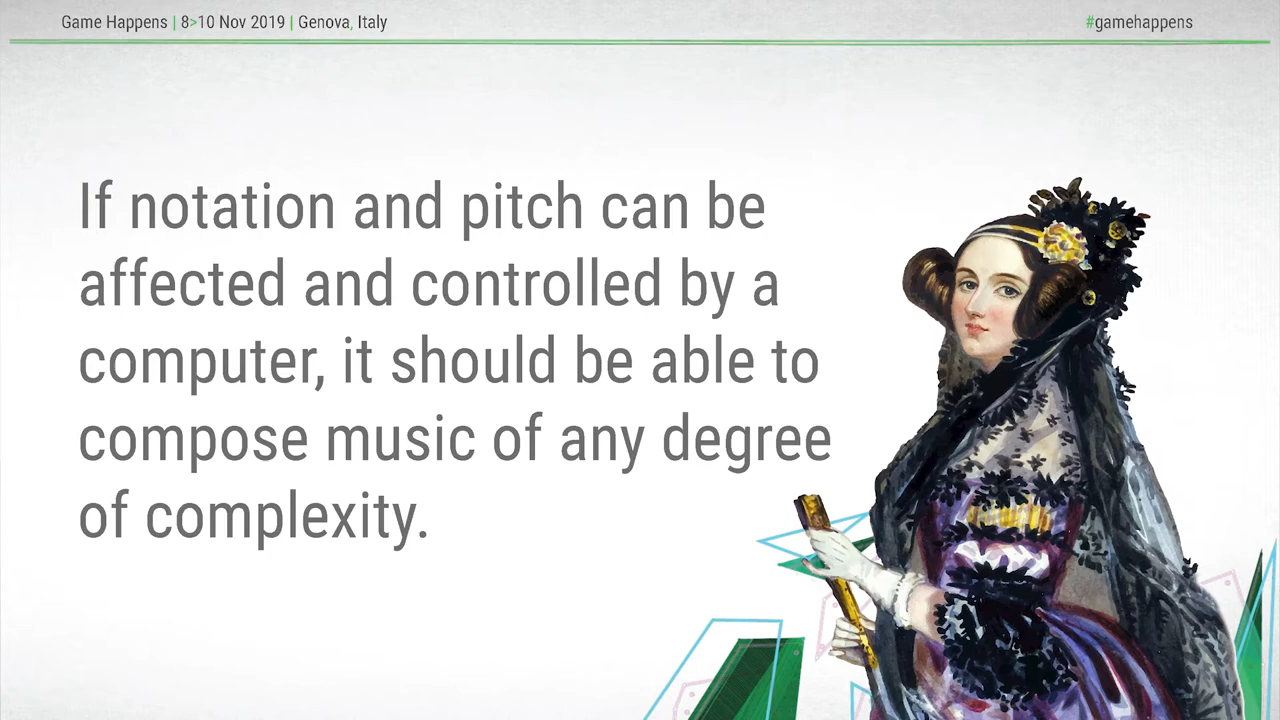 Game Happens | 8>10 Nov 2019 | Genova, Italy
#gamehappens
If notation and pitch can be
affected and controlled by a
computer, it should be able to
compose music of any degree
of complexity.